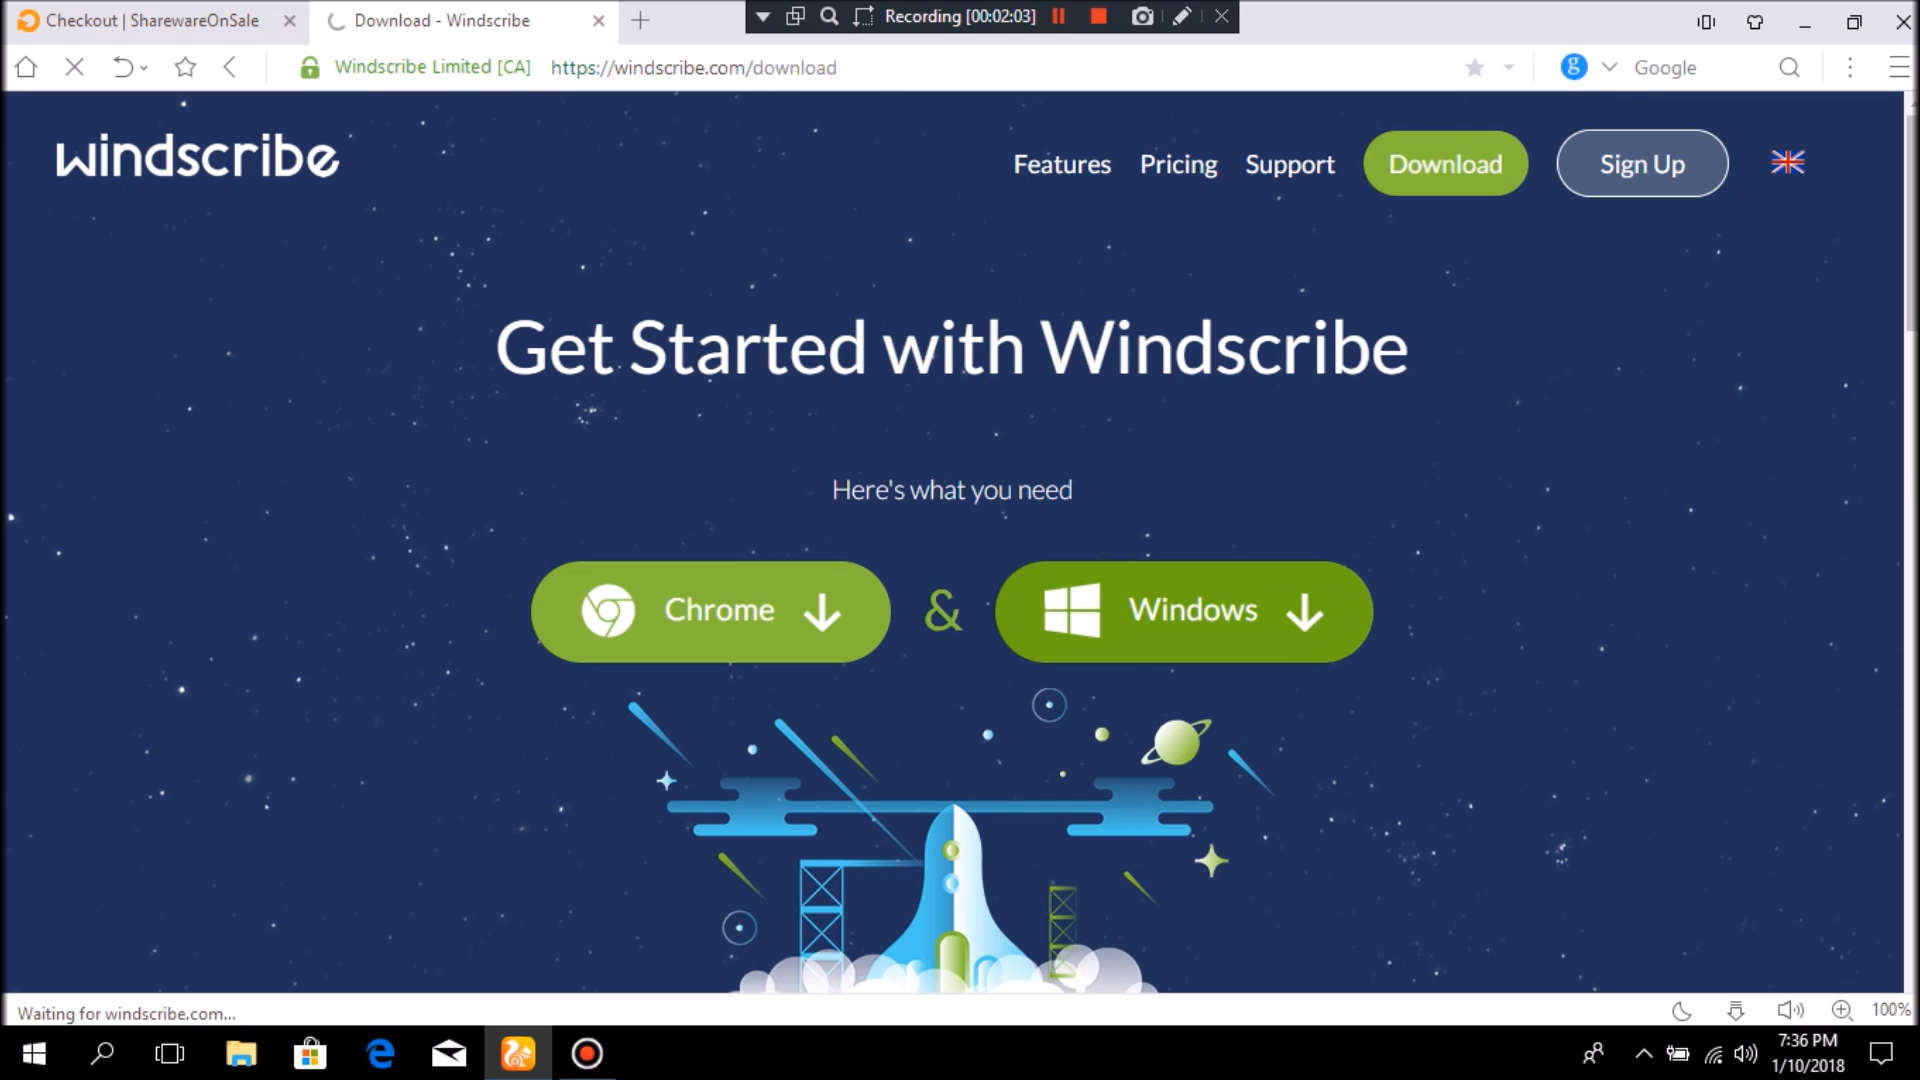 Checkout | SharewareOnSale
Download - Windscribe
Recording [00:02:03]
Windscribe Limited [CA]
https://windscribe.com/download
g
Google
windscribe
Features
Pricing
Support
Download
Sign Up
Get Started with Windscribe
Here's what you need
Chrome
&
Windows
Waiting for windscribe.com...
100%
7:36 PM
1/10/2018